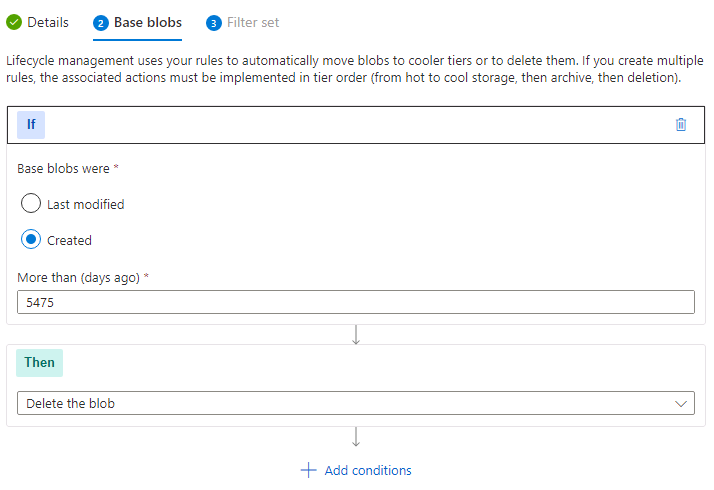 Details 2 Base blobs 3 Filter set
Lifecycle management uses your rules to automatically move blobs to cooler tiers or to delete them. If you create multiple
rules, the associated actions must be implemented in tier order (from hot to cool storage, then archive, then deletion).
If
Base blobs were *
Last modified
Created
More than (days ago) *
5475
Then
Delete the blob
Add conditions